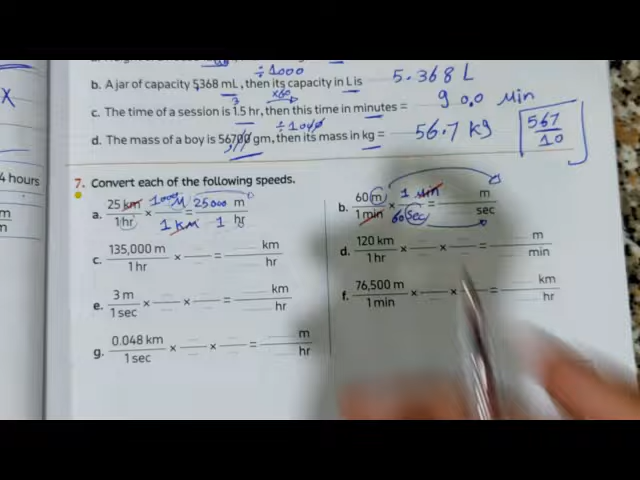 ÷1000
b. A jar of capacity 5368 mL, then its capacity in L is 5.368 L
x60
c. The time of a session is 1.5 hr, then this time in minutes = 90.0 Min
÷1000
d. The mass of a boy is 56700 gm, then its mass in kg = 56.7 kg 567/10
4 hours
7. Convert each of the following speeds.
a. 25 km/1 hr × 1000 M/1 km = 25000 m/1 hr
b. 60 m/1 min × 1 Min/60 Sec = m/sec
c. 135,000 m/1 hr × = km/hr
d. 120 km/1 hr × × = m/min
e. 3 m/1 sec × × = km/hr
f. 76,500 m/1 min × × = km/hr
g. 0.048 km/1 sec × × = m/hr